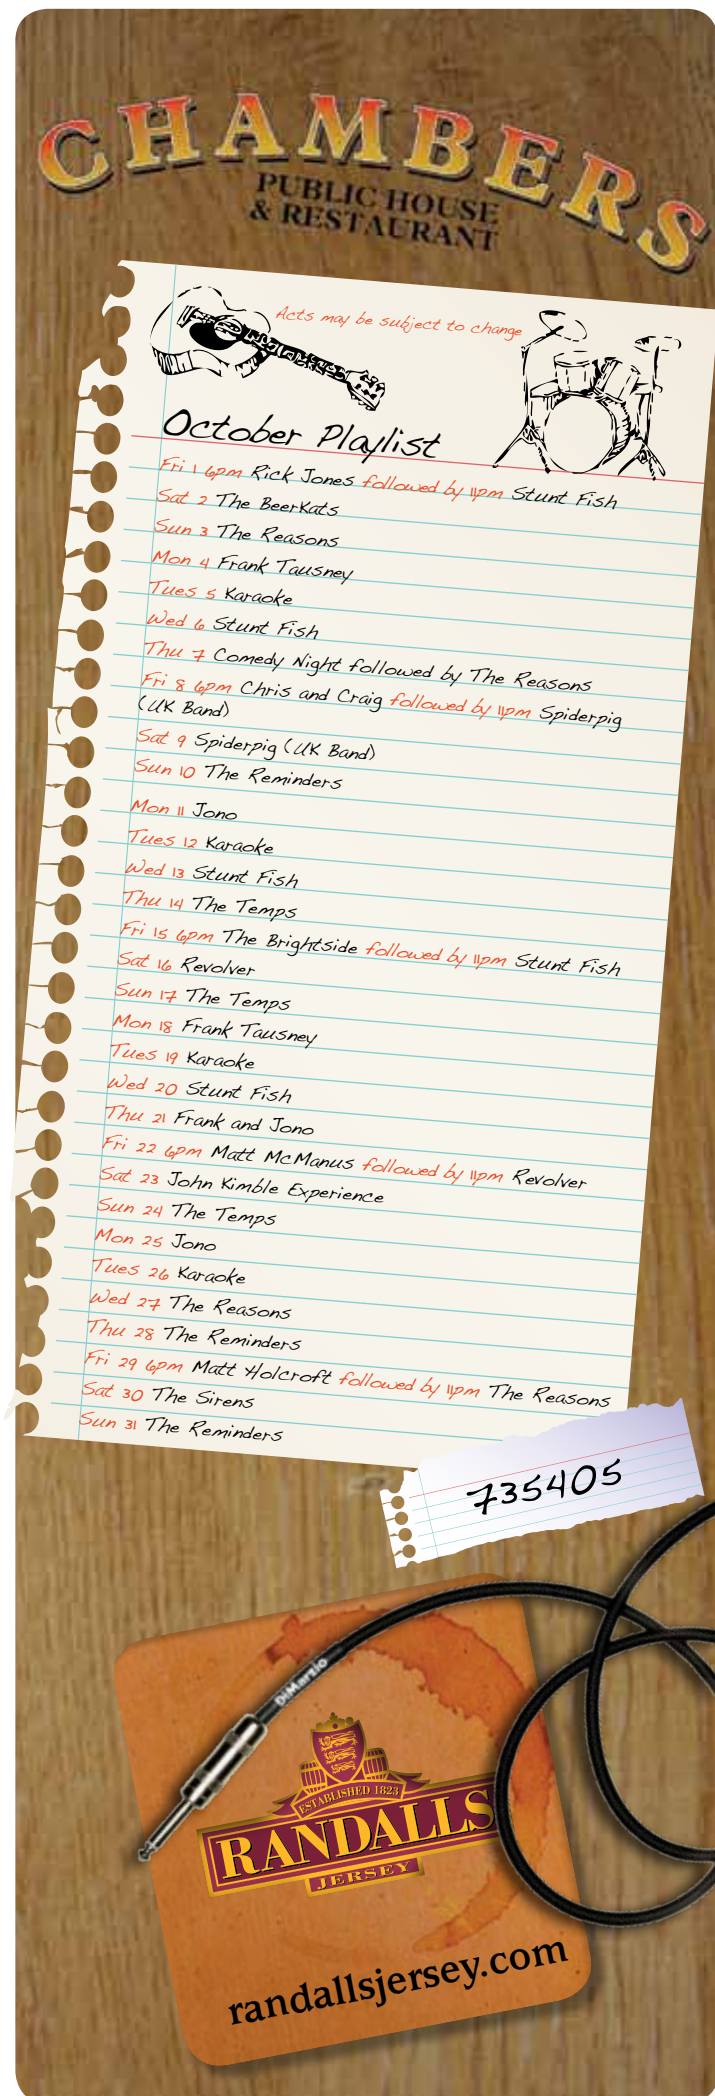 CHAMBERS
PUBLIC HOUSE
& RESTAURANT
Acts may be subject to change
October Playlist
Fri 1 6pm Rick Jones followed by 11pm Stunt Fish
Sat 2 The BeerKats
Sun 3 The Reasons
Mon 4 Frank Tausney
Tues 5 Karaoke
Wed 6 Stunt Fish
Thu 7 Comedy Night followed by The Reasons
Fri 8 6pm Chris and Craig followed by 11pm Spiderpig
(UK Band)
Sat 9 Spiderpig (UK Band)
Sun 10 The Reminders
Mon 11 Jono
Tues 12 Karaoke
Wed 13 Stunt Fish
Thu 14 The Temps
Fri 15 6pm The Brightside followed by 11pm Stunt Fish
Sat 16 Revolver
Sun 17 The Temps
Mon 18 Frank Tausney
Tues 19 Karaoke
Wed 20 Stunt Fish
Thu 21 Frank and Jono
Fri 22 6pm Matt McManus followed by 11pm Revolver
Sat 23 John Kimble Experience
Sun 24 The Temps
Mon 25 Jono
Tues 26 Karaoke
Wed 27 The Reasons
Thu 28 The Reminders
Fri 29 6pm Matt Holcroft followed by 11pm The Reasons
Sat 30 The Sirens
Sun 31 The Reminders
735405
DiMarzio
ESTABLISHED 1823
RANDALLS
JERSEY
randallsjersey.com